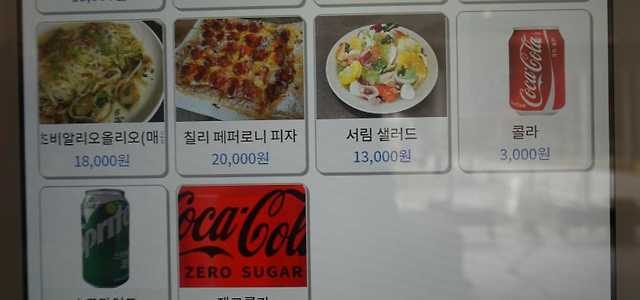 쵸비알리오올리오(매콤
칠리 페퍼로니 피자
서림 샐러드
콜라
18,000원
20,000원
13,000원
3,000원
Coca-Cola
Sprite
Coca-Cola
ZERO SUGAR